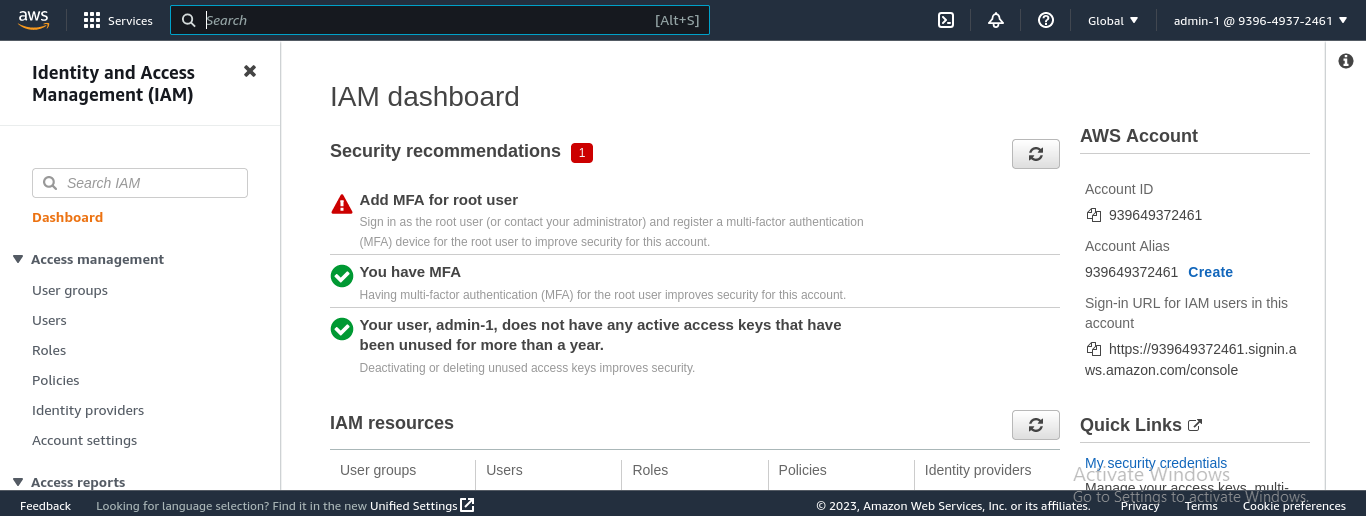 aws
Services
Search
[Alt+S]
Global
admin-1 @ 9396-4937-2461
Identity and Access
Management (IAM)
Search IAM
Dashboard
Access management
User groups
Users
Roles
Policies
Identity providers
Account settings
Access reports
IAM dashboard
Security recommendations 1
Add MFA for root user
Sign in as the root user (or contact your administrator) and register a multi-factor authentication
(MFA) device for the root user to improve security for this account.
You have MFA
Having multi-factor authentication (MFA) for the root user improves security for this account.
Your user, admin-1, does not have any active access keys that have
been unused for more than a year.
Deactivating or deleting unused access keys improves security.
IAM resources
User groups
Users
Roles
Policies
Identity providers
AWS Account
Account ID
939649372461
Account Alias
939649372461 Create
Sign-in URL for IAM users in this
account
https://939649372461.signin.a
ws.amazon.com/console
Quick Links
My security credentials
Manage your access keys, multi-
Activate Windows
Go to Settings to activate Windows.
Feedback
Looking for language selection? Find it in the new Unified Settings
© 2023, Amazon Web Services, Inc. or its affiliates.
Privacy
Terms
Cookie preferences